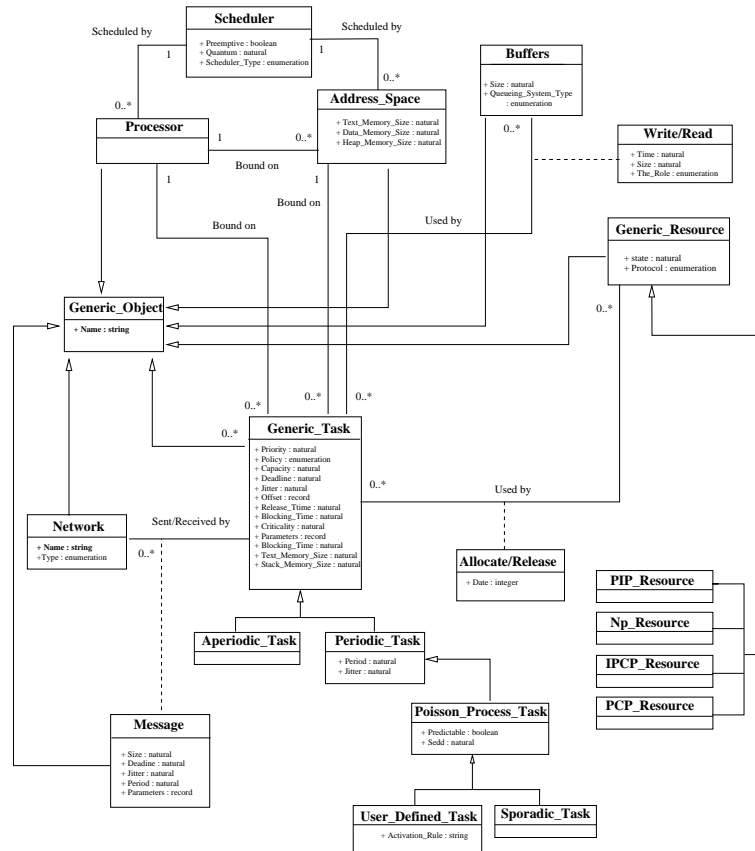 Scheduler
+ Preemptive : boolean
+ Quantum : natural
+ Scheduler_Type : enumeration
Scheduled by
Scheduled by
1
1
0..*
0..*
Buffers
+ Size : natural
+ Queueing_System_Type
: enumeration
0..*
Address_Space
+ Text_Memory_Size : natural
+ Data_Memory_Size : natural
+ Heap_Memory_Size : natural
Processor
1
0..*
Bound on
1
1
Bound on
Bound on
Write/Read
+ Time : natural
+ Size : natural
+ The_Role : enumeration
Used by
Generic_Resource
+ state : natural
+ Protocol : enumeration
0..*
Generic_Object
+ Name : string
0..*
0..*
0..*
0..*
Generic_Task
+ Priority : natural
+ Policy : enumeration
+ Capacity : natural
+ Deadline : natural
+ Jitter : natural
+ Offset : record
+ Release_Ttime : natural
+ Blocking_Time : natural
+ Criticality : natural
+ Parameters : record
+ Blocking_Time : natural
+ Text_Memory_Size : natural
+ Stack_Memory_Size : natural
0..*
Used by
Network
+ Name : string
+Type : enumeration
Sent/Received by
0..*
Allocate/Release
+ Date : integer
PIP_Resource
Np_Resource
IPCP_Resource
PCP_Resource
Aperiodic_Task
Periodic_Task
+ Period : natural
+ Jitter : natural
Poisson_Process_Task
+ Predictable : boolean
+ Sedd : natural
Message
+ Size : natural
+ Deadine : natural
+ Jitter : natural
+ Period : natural
+ Parameters : record
User_Defined_Task
+ Activation_Rule : string
Sporadic_Task